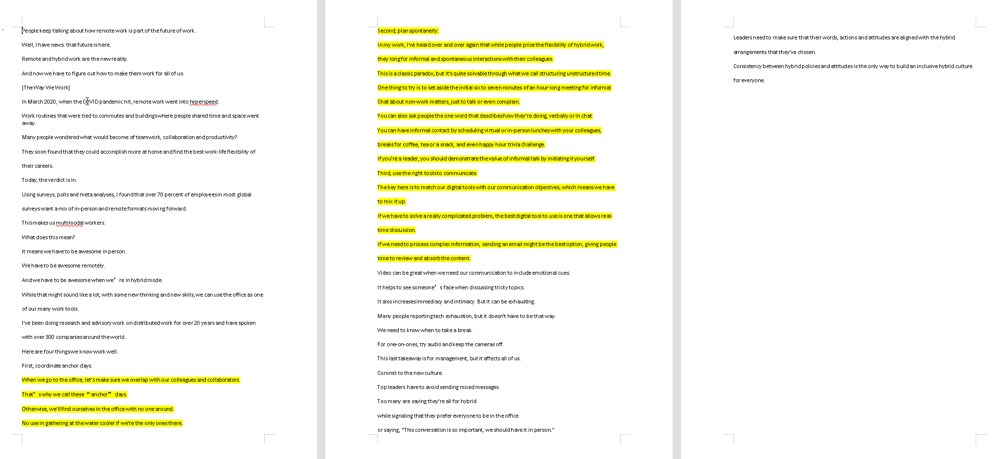 People keep talking about how remote work is part of the future of work.
Well, I have news: that future is here.
Remote and hybrid work are the new reality.
And now we have to figure out how to make them work for all of us.
[The Way We Work]
In March 2020, when the COVID pandemic hit, remote work went into hyperspeed.
Work routines that were tied to commutes and buildings where people shared time and space went
away.
Many people wondered what would become of teamwork, collaboration and productivity?
They soon found that they could accomplish more at home and find the best work-life flexibility of
their careers.
Today, the verdict is in.
Using surveys, polls and meta analyses, I found that over 70 percent of employees in most global
surveys want a mix of in-person and remote formats moving forward.
This makes us multimodal workers.
What does this mean?
It means we have to be awesome in person.
We have to be awesome remotely.
And we have to be awesome when we’re in hybrid mode.
While that might sound like a lot, with some new thinking and new skills, we can use the office as one
of our many work tools.
I've been doing research and advisory work on distributed work for over 20 years and have spoken
with over 300 companies around the world.
Here are four things we know work well.
First, coordinate anchor days.
When we go to the office, let's make sure we overlap with our colleagues and collaborators.
That’s why we call these “anchor” days.
Otherwise, we'll find ourselves in the office with no one around.
No use in gathering at the water cooler if we're the only ones there.
Second, plan spontaneity.
In my work, I've heard over and over again that while people prize the flexibility of hybrid work,
they long for informal and spontaneous interactions with their colleagues.
This is a classic paradox, but it's quite solvable through what we call structuring unstructured time.
One thing to try is to set aside the initial six to seven minutes of an hour-long meeting for informal
Chat about non-work matters, just to talk or even complain.
You can also ask people the one word that describes how they're doing, verbally or in chat.
You can have informal contact by scheduling virtual or in-person lunches with your colleagues,
breaks for coffee, tea or a snack, and even happy hour trivia challenge.
If you're a leader, you should demonstrate the value of informal talk by initiating it yourself.
Third, use the right tools to communicate.
The key here is to match our digital tools with our communication objectives, which means we have
to mix it up.
If we have to solve a really complicated problem, the best digital tool to use is one that allows real-
time discussion.
If we need to process complex information, sending an email might be the best option, giving people
time to review and absorb the content.
Video can be great when we need our communication to include emotional cues.
It helps to see someone’s face when discussing tricky topics.
It also increases immediacy and intimacy. But it can be exhausting.
Many people reporting tech exhaustion, but it doesn't have to be that way.
We need to know when to take a break.
For one-on-ones, try audio and keep the cameras off.
This last takeaway is for management, but it affects all of us.
Commit to the new culture.
Top leaders have to avoid sending mixed messages.
Too many are saying they're all for hybrid
while signaling that they prefer everyone to be in the office
or saying, "This conversation is so important, we should have it in person."
Leaders need to make sure that their words, actions and attitudes are aligned with the hybrid
arrangements that they've chosen.
Consistency between hybrid policies and attitudes is the only way to build an inclusive hybrid culture
for everyone.